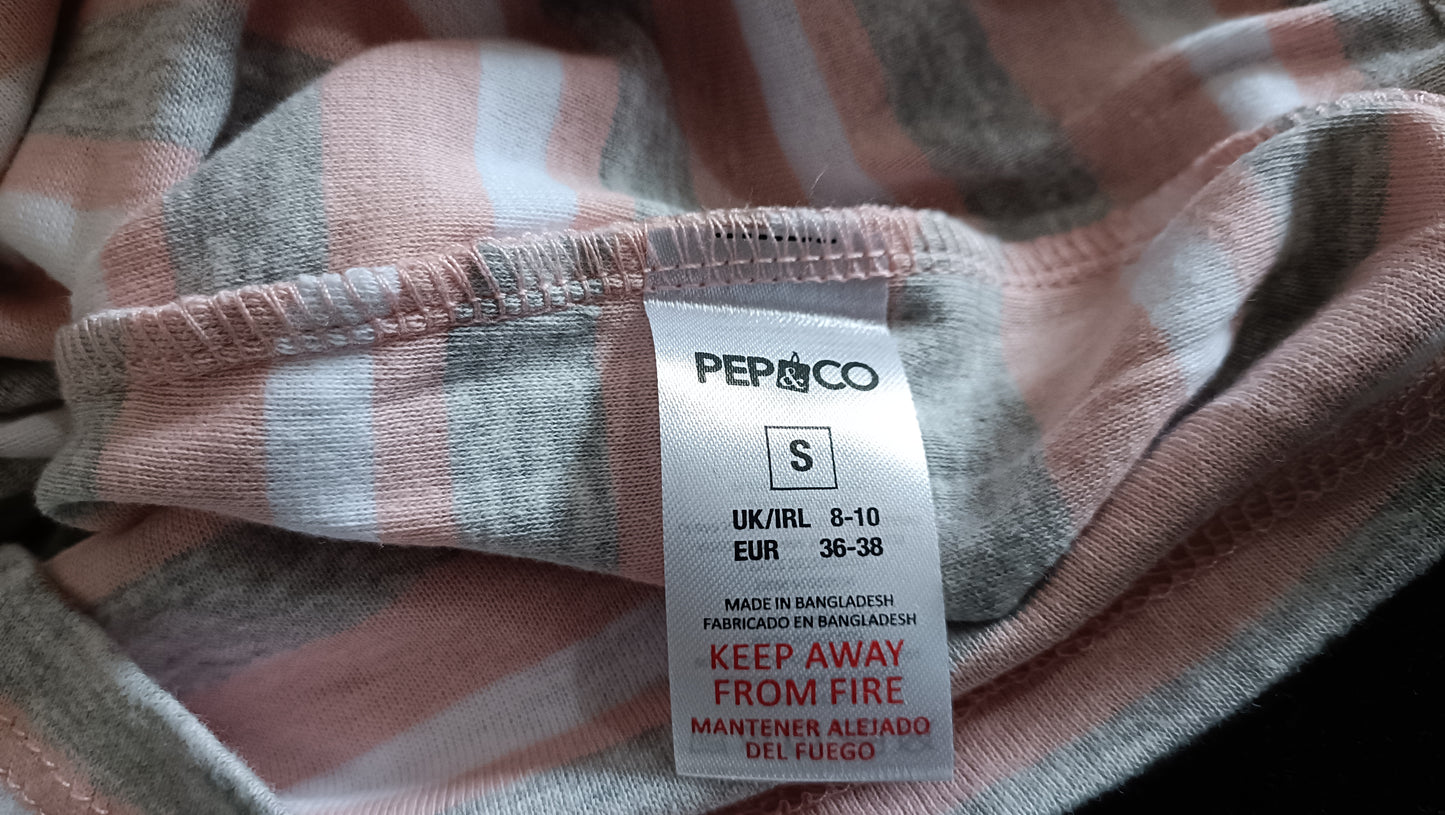 PEP&CO
S
UK/IRL 8-10
EUR 36-38
MADE IN BANGLADESH
FABRICADO EN BANGLADESH
KEEP AWAY
FROM FIRE
MANTENER ALEJADO
DEL FUEGO